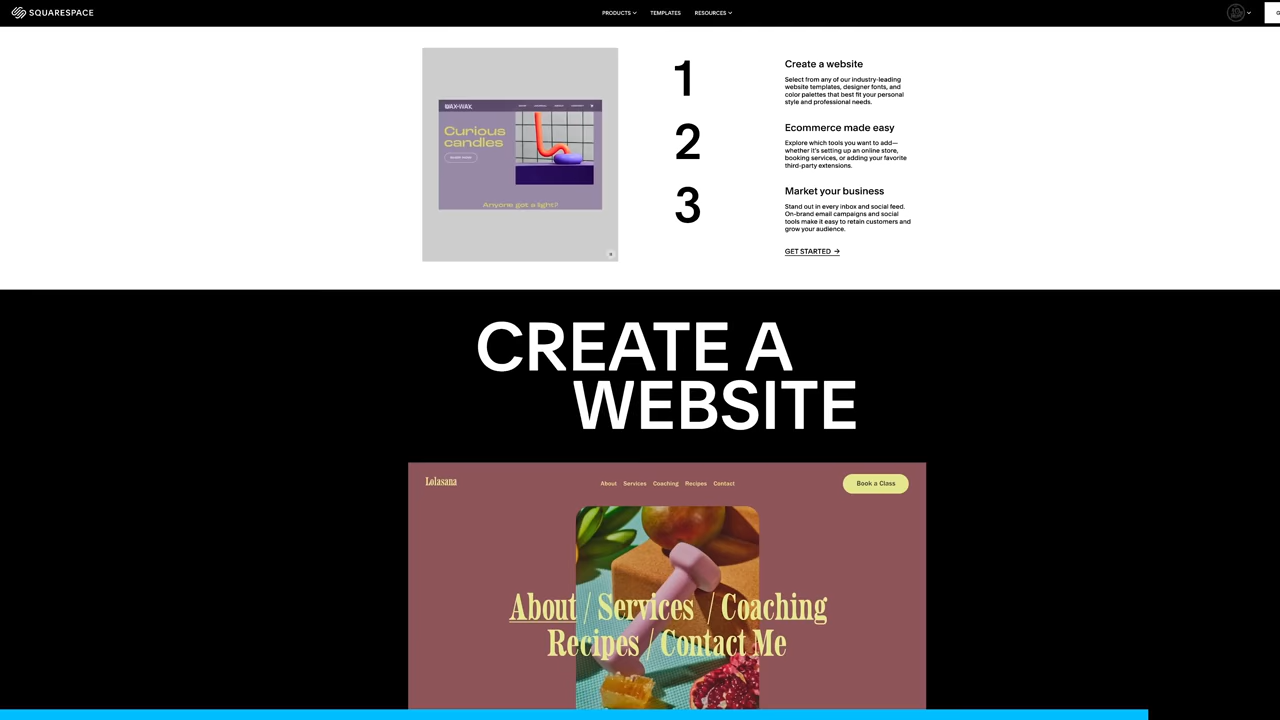 SQUARESPACE
PRODUCTS
TEMPLATES
RESOURCES
WAX-WAX,
Curious
candles
Anyone got a light?
1
Create a website
Select from any of our industry-leading
website templates, designer fonts, and
color palettes that best fit your personal
style and professional needs.
2
Ecommerce made easy
Explore which tools you want to add—
whether it's setting up an online store,
booking services, or adding your favorite
third-party extensions.
3
Market your business
Stand out in every inbox and social feed.
On-brand email campaigns and social
tools make it easy to retain customers and
grow your audience.
GET STARTED →
CREATE A
WEBSITE
Lolasana
About Services Coaching Recipes Contact
Book a Class
About / Services / Coaching
Recipes / Contact Me